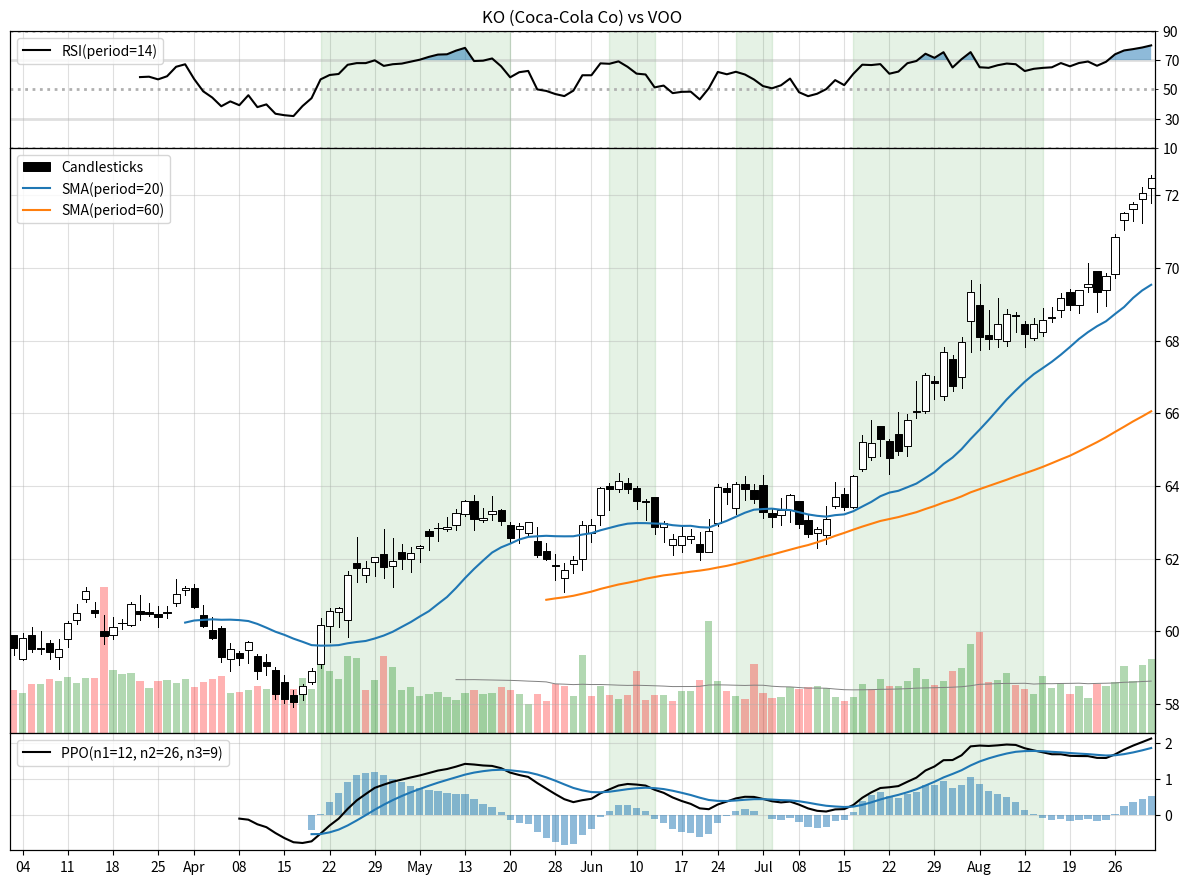 KO (Coca-Cola Co) vs VOO
RSI(period=14)
90
70
50
30
10
Candlesticks
SMA(period=20)
SMA(period=60)
72
70
68
66
64
62
60
58
PPO(n1=12, n2=26, n3=9)
2
1
0
04 11 18 25 Apr 08 15 22 29 May 13 20 28 Jun 10 17 24 Jul 08 15 22 29 Aug 12 19 26